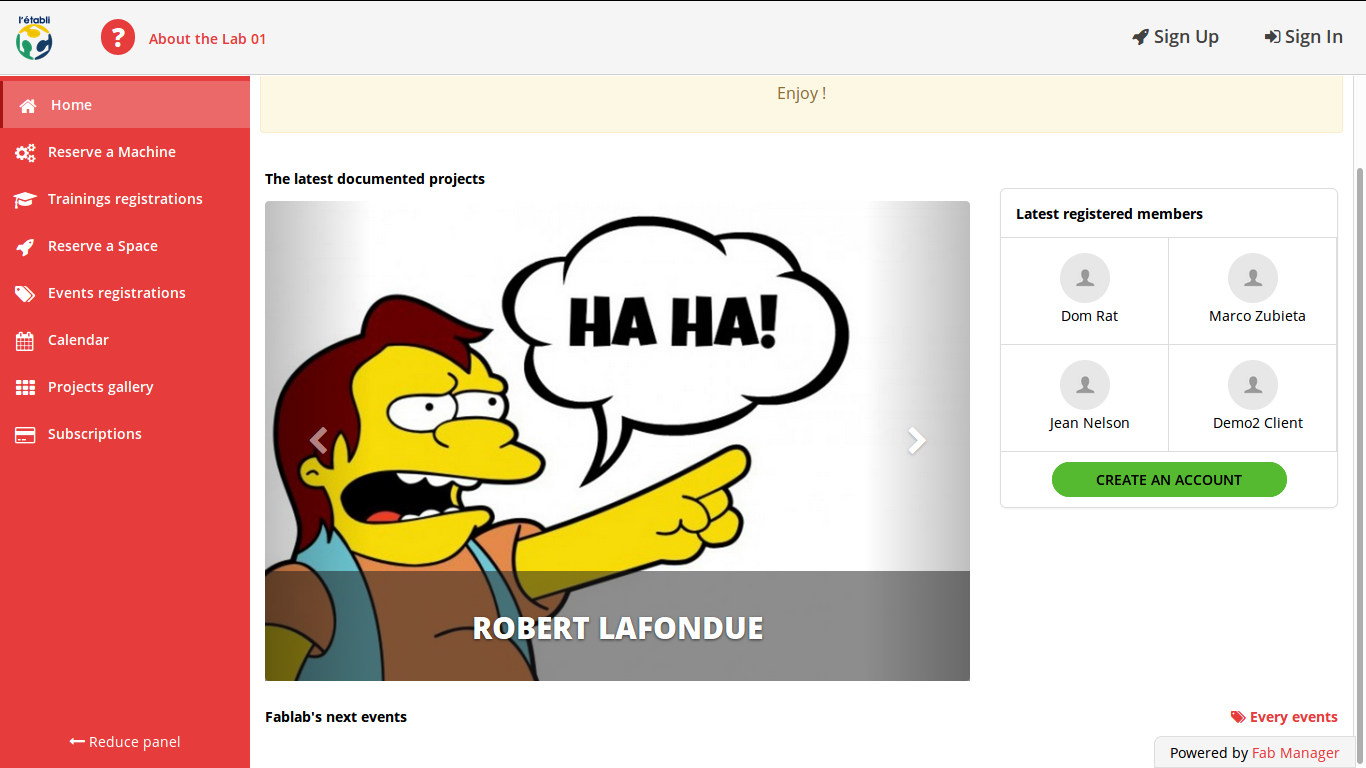 l'établi
?
About the Lab 01
Sign Up
Sign In
Home
Reserve a Machine
Trainings registrations
Reserve a Space
Events registrations
Calendar
Projects gallery
Subscriptions
Reduce panel
Enjoy !
The latest documented projects
HA HA!
ROBERT LAFONDUE
Latest registered members
Dom Rat
Marco Zubieta
Jean Nelson
Demo2 Client
CREATE AN ACCOUNT
Fablab's next events
Every events
Powered by Fab Manager